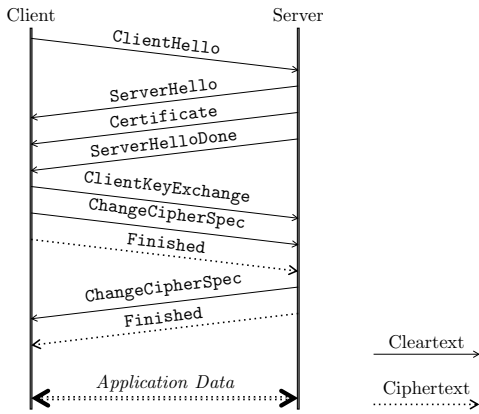 Client Server
ClientHello
ServerHello
Certificate
ServerHelloDone
ClientKeyExchange
ChangeCipherSpec
Finished
ChangeCipherSpec
Finished
Application Data
Cleartext
Ciphertext